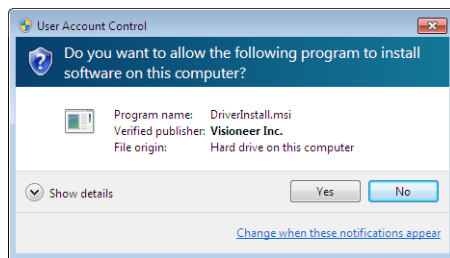 User Account Control
Do you want to allow the following program to install
software on this computer?
Program name: DriverInstall.msi
Verified publisher: Visioneer Inc.
File origin: Hard drive on this computer
Show details Yes No
Change when these notifications appear